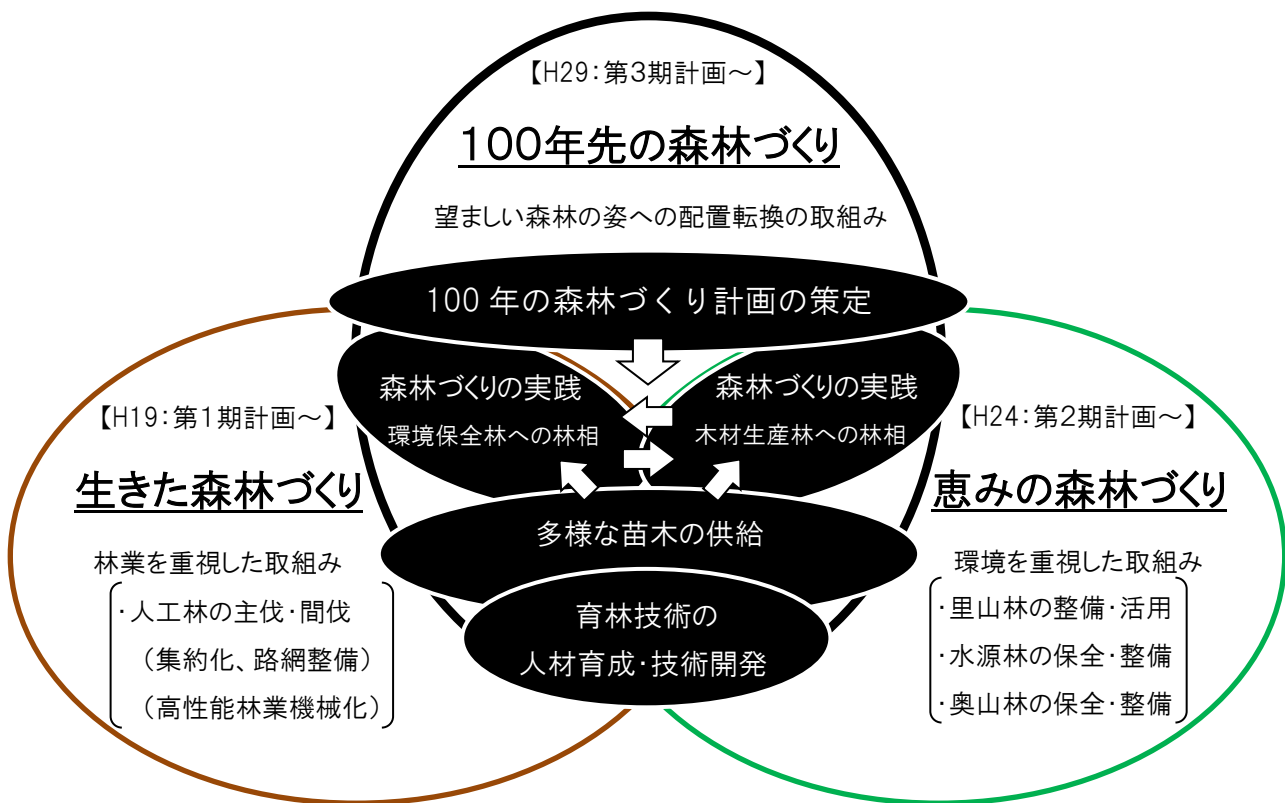 【H29:第3期計画～】
100年先の森林づくり
望ましい森林の姿への配置転換の取組み
100年の森林づくり計画の策定
森林づくりの実践
環境保全林への林相
森林づくりの実践
木材生産林への林相
【H19:第1期計画～】
生きた森林づくり
林業を重視した取組み
・人工林の主伐・間伐
（集約化、路網整備）
（高性能林業機械化）
【H24:第2期計画～】
恵みの森林づくり
環境を重視した取組み
・里山林の整備・活用
・水源林の保全・整備
・奥山林の保全・整備
多様な苗木の供給
育林技術の
人材育成・技術開発